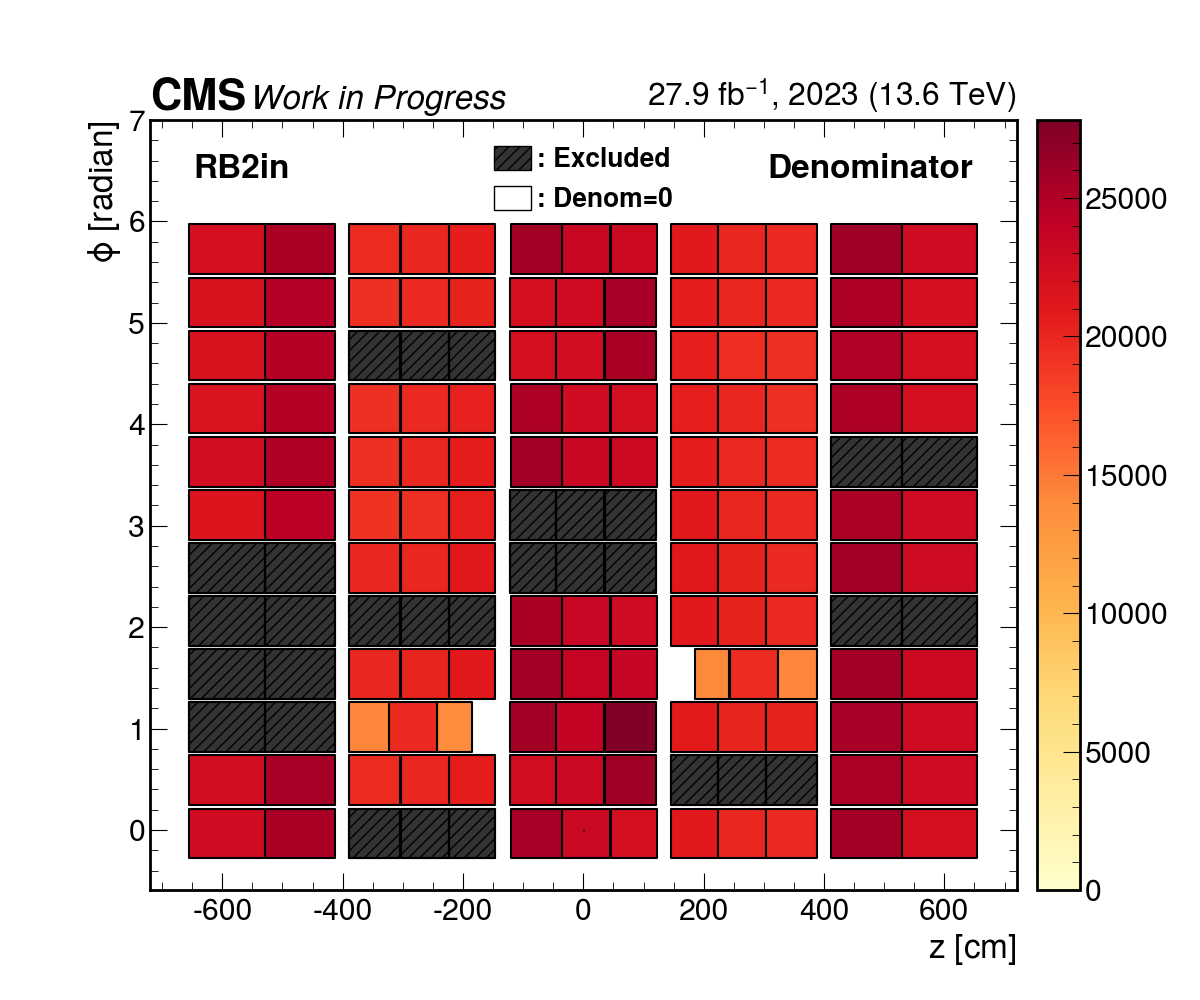 CMS Work in Progress 27.9 fb⁻¹, 2023 (13.6 TeV)
RB2in : Excluded Denominator
: Denom=0
ϕ [radian]
7
6
5
4
3
2
1
0
-600 -400 -200 0 200 400 600
z [cm]
25000
20000
15000
10000
5000
0